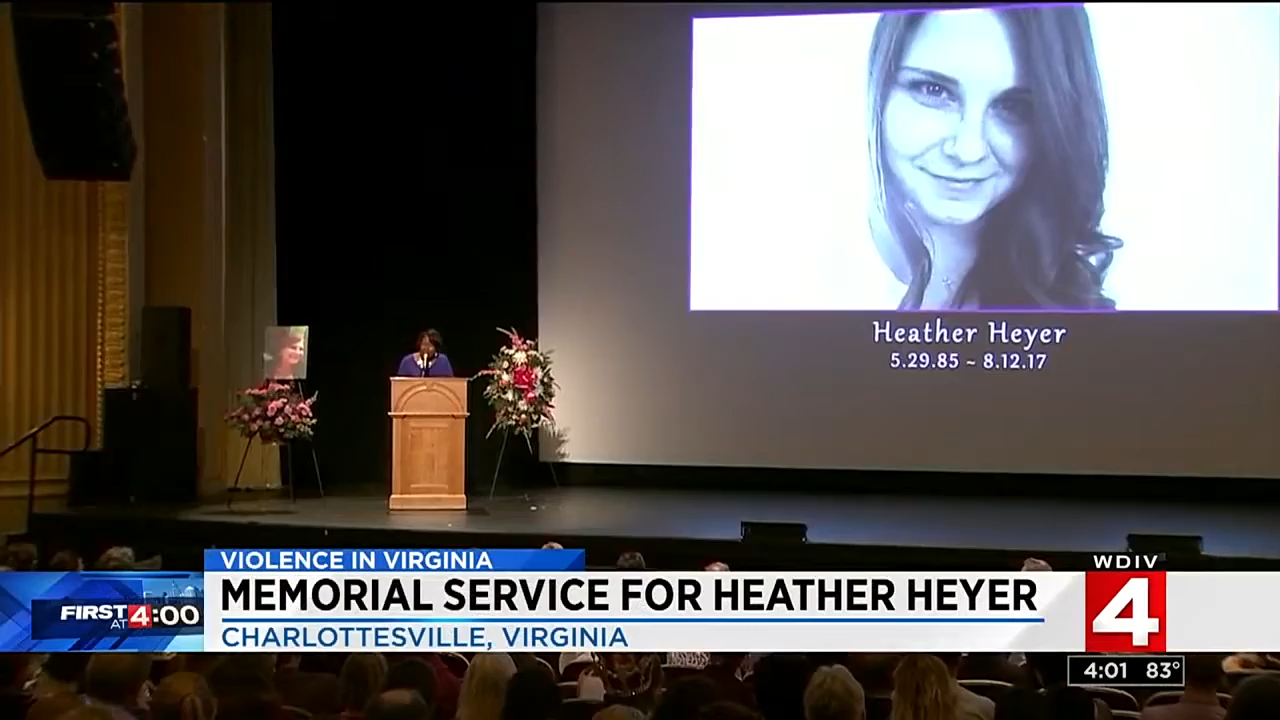 Heather Heyer
5.29.85 ~ 8.12.17
VIOLENCE IN VIRGINIA
MEMORIAL SERVICE FOR HEATHER HEYER
CHARLOTTESVILLE, VIRGINIA
FIRST AT 4:00
WDIV
4
4:01 83°